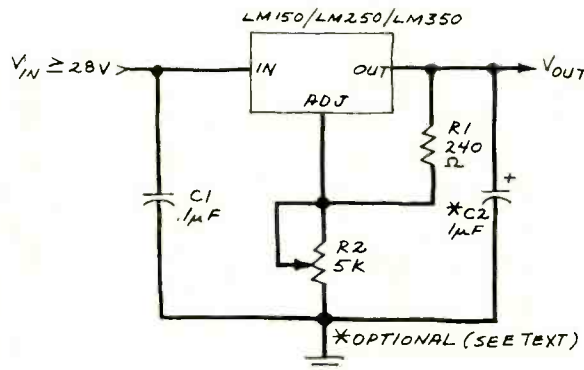 LM150/LM250/LM350
VIN ≥ 28V
IN
OUT
VOUT
ADJ
R1
240
Ω
C1
.1µF
+
*C2
1µF
R2
5K
*OPTIONAL (SEE TEXT)